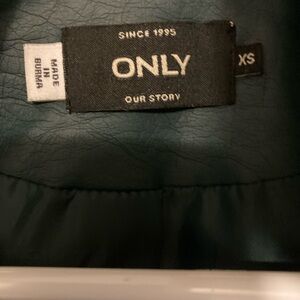 SINCE 1995
ONLY
OUR STORY
XS
MADE
IN
BURMA